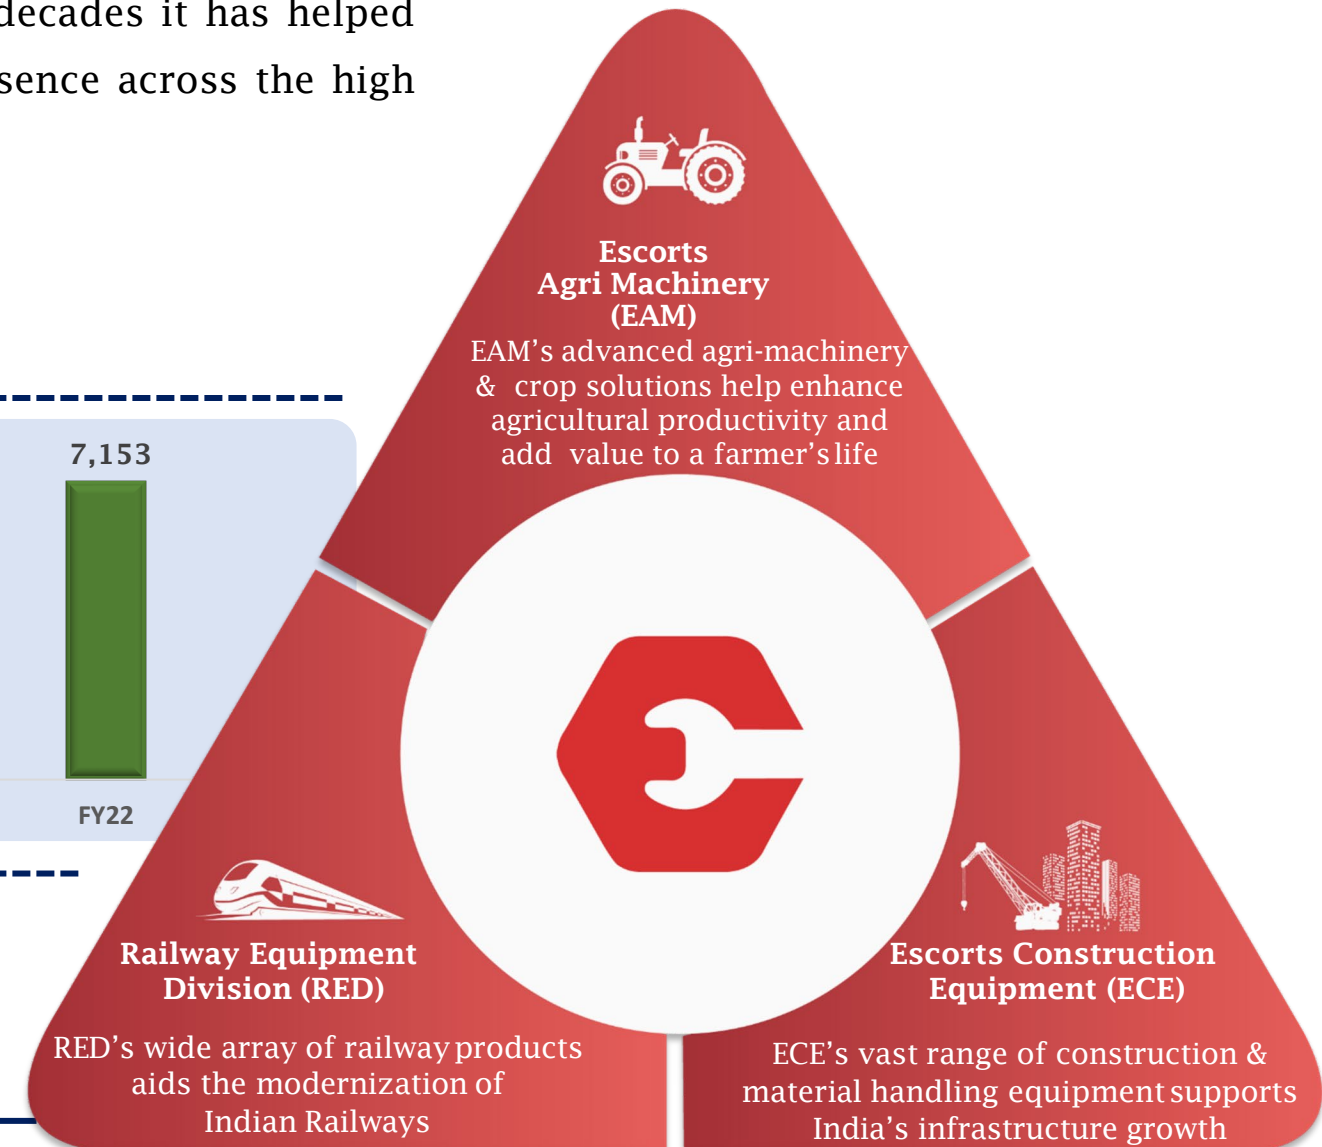 decades it has helped
sence across the high
Escorts
Agri Machinery
(EAM)
EAM’s advanced agri-machinery
& crop solutions help enhance
agricultural productivity and
add value to a farmer’s life
7,153
FY22
Railway Equipment
Division (RED)
RED’s wide array of railway products
aids the modernization of
Indian Railways
Escorts Construction
Equipment (ECE)
ECE’s vast range of construction &
material handling equipment supports
India’s infrastructure growth